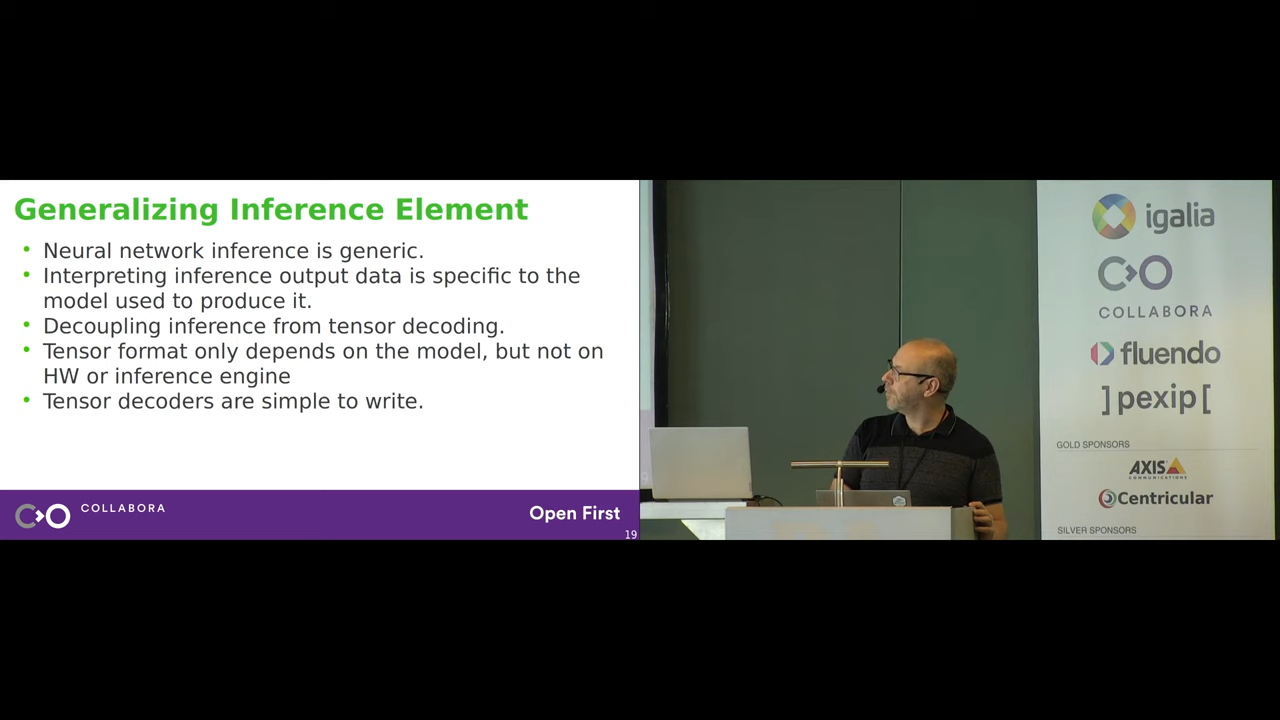 Generalizing Inference Element
• Neural network inference is generic.
• Interpreting inference output data is specific to the
model used to produce it.
• Decoupling inference from tensor decoding.
• Tensor format only depends on the model, but not on
HW or inference engine
• Tensor decoders are simple to write.
COLLABORA
Open First
19
igalia
COLLABORA
fluendo
]pexip[
GOLD SPONSORS
AXIS
COMMUNICATIONS
Centricular
SILVER SPONSORS